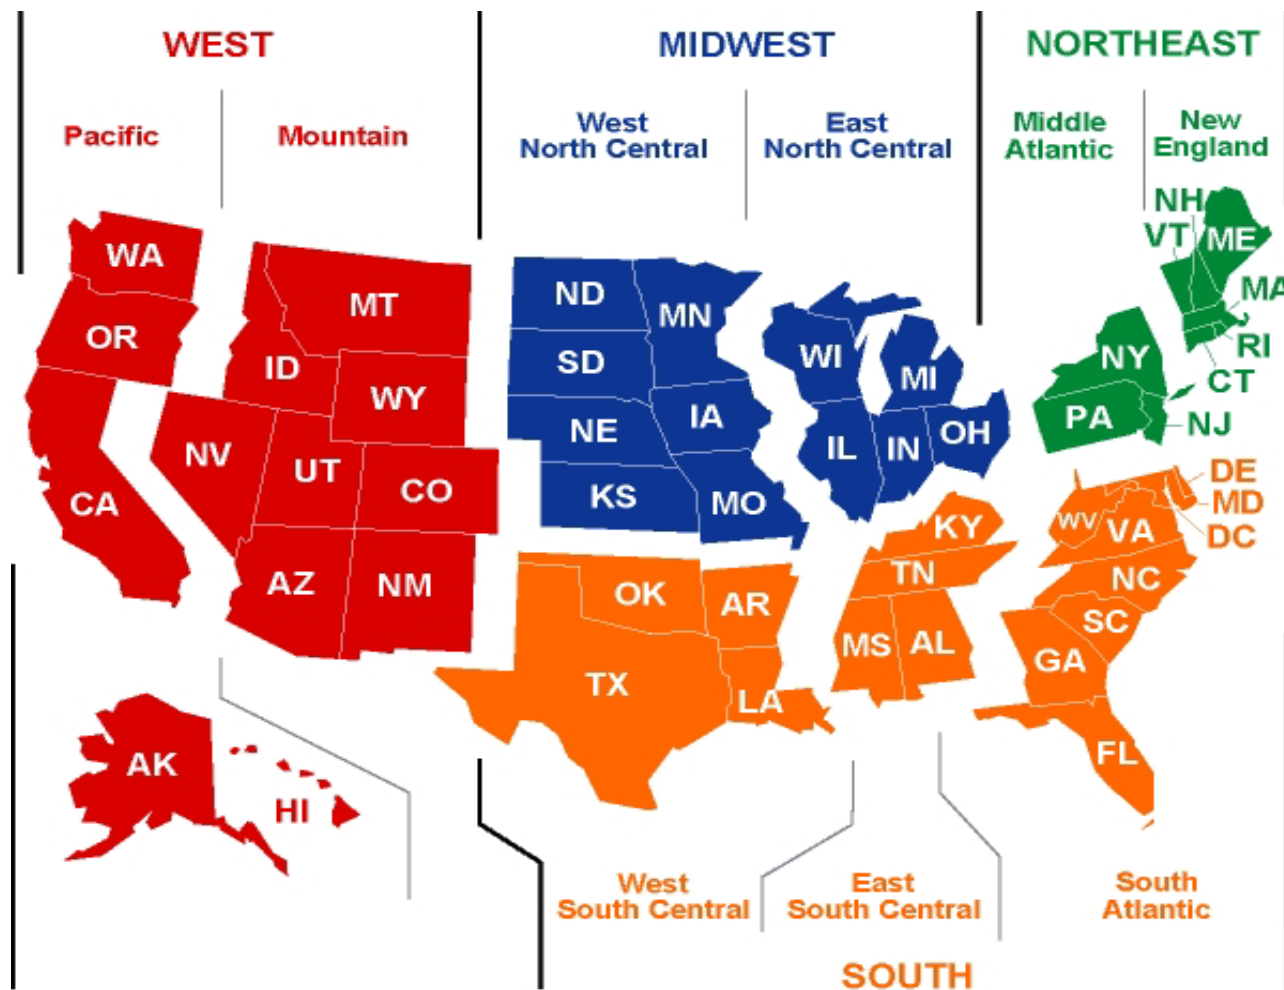 WEST
MIDWEST
NORTHEAST
Pacific
Mountain
West
North Central
East
North Central
Middle
Atlantic
New
England
WA
OR
CA
MT
ID
WY
NV
UT
CO
AZ
NM
AK
HI
ND
SD
NE
KS
MN
IA
MO
WI
MI
IL
IN
OH
NH
VT
ME
MA
RI
CT
NY
PA
NJ
DE
MD
DC
WV
VA
KY
TN
NC
SC
GA
FL
MS
AL
OK
AR
TX
LA
West
South Central
East
South Central
South
Atlantic
SOUTH